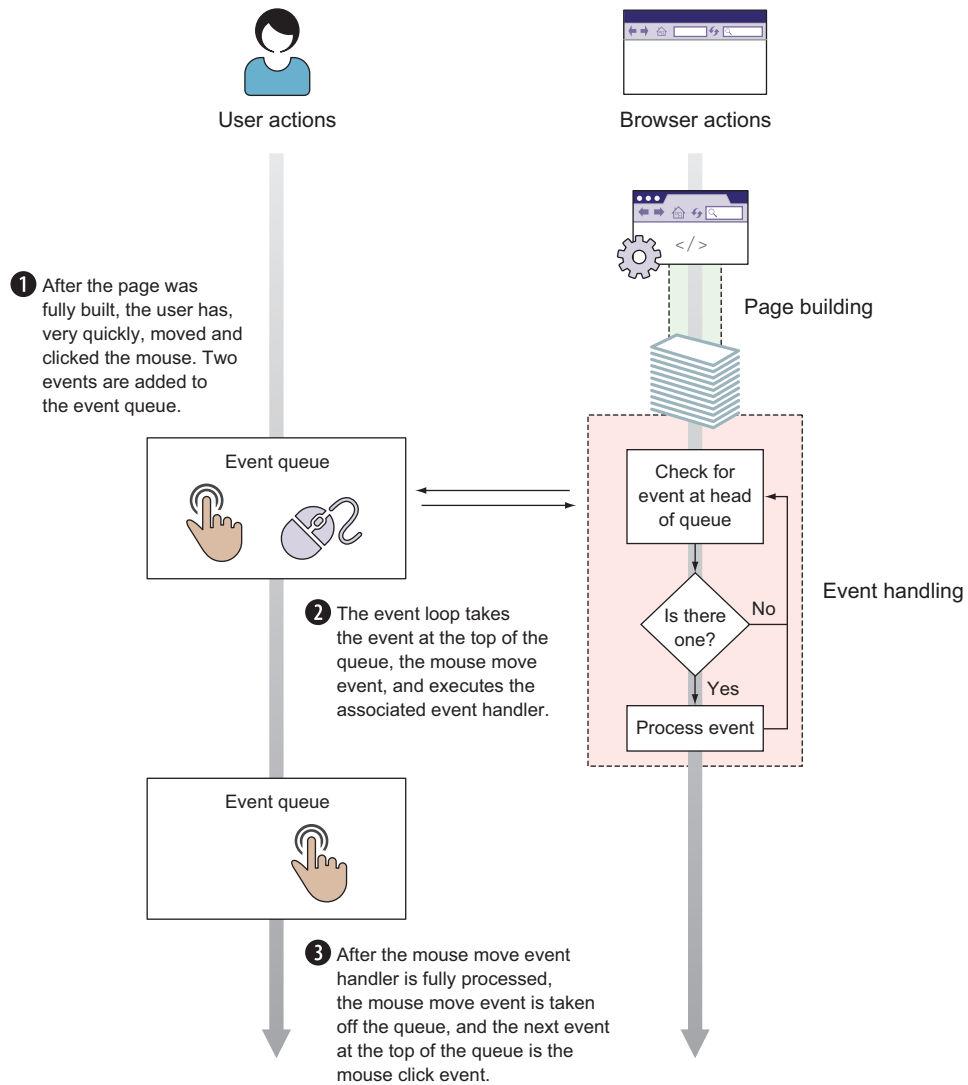 User actions
Browser actions
</>
1 After the page was
fully built, the user has,
very quickly, moved and
clicked the mouse. Two
events are added to
the event queue.
Page building
Event queue
Check for
event at head
of queue
Is there
one?
No
Yes
Process event
Event handling
2 The event loop takes
the event at the top of the
queue, the mouse move
event, and executes the
associated event handler.
Event queue
3 After the mouse move event
handler is fully processed,
the mouse move event is taken
off the queue, and the next event
at the top of the queue is the
mouse click event.